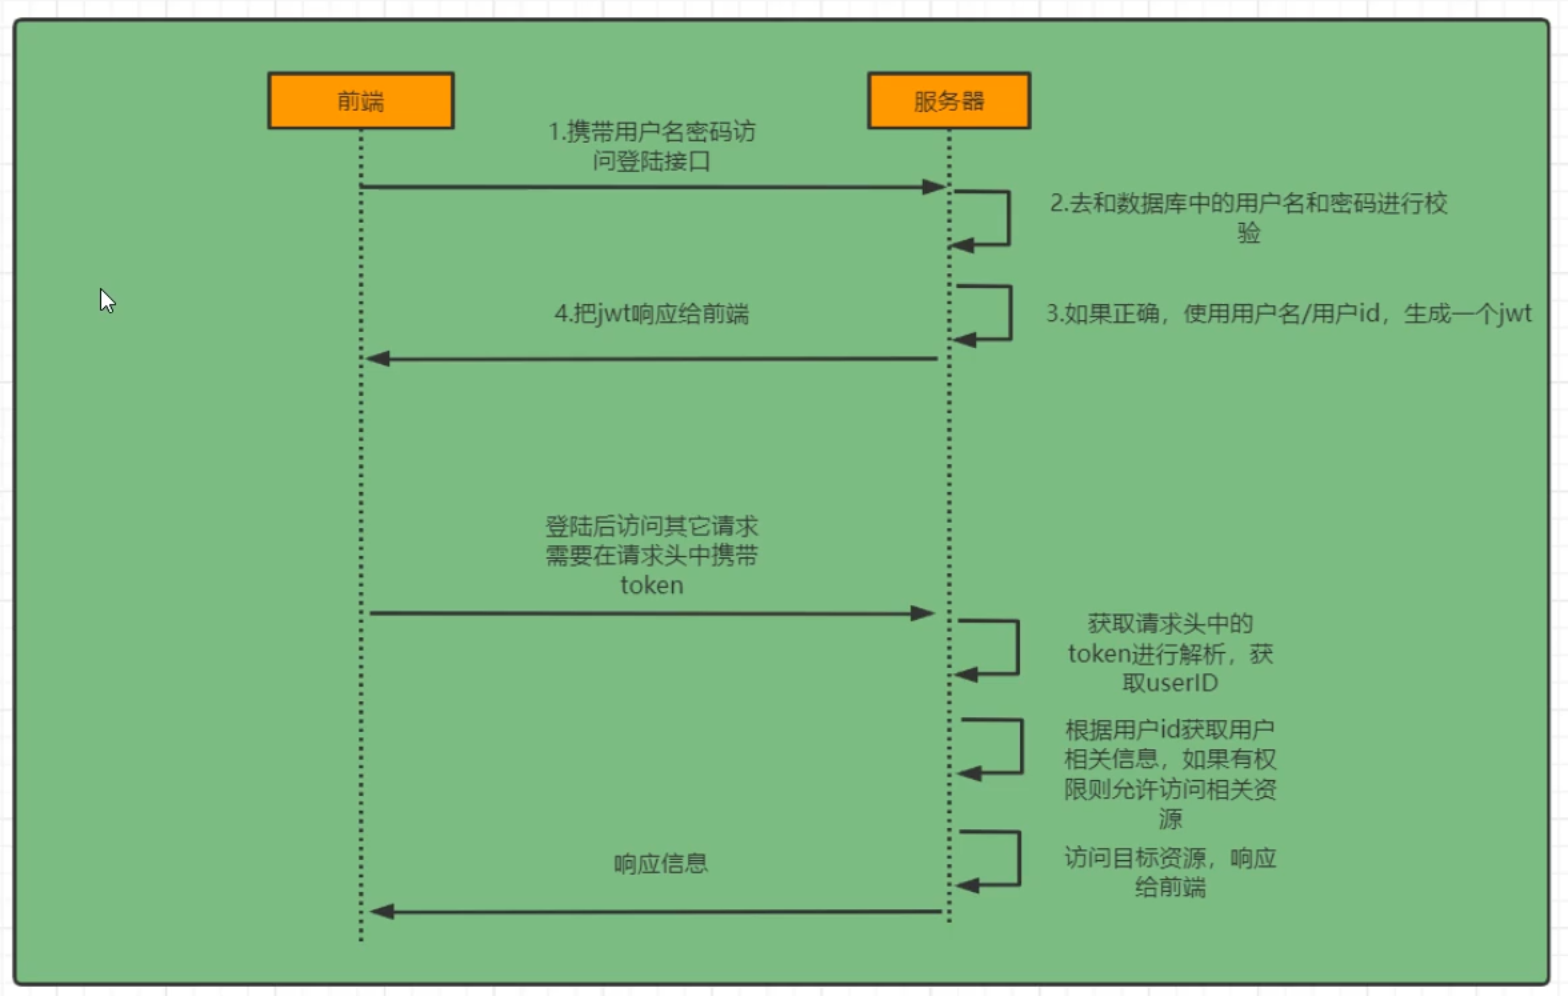 前端
服务器
1.携带用户名密码访
问登陆接口
2.去和数据库中的用户名和密码进行校
验
3.如果正确，使用用户名/用户id，生成一个jwt
4.把jwt响应给前端
登陆后访问其它请求
需要在请求头中携带
token
获取请求头中的
token进行解析，获
取userID
根据用户id获取用户
相关信息，如果有权
限则允许访问相关资
源
访问目标资源，响应
给前端
响应信息